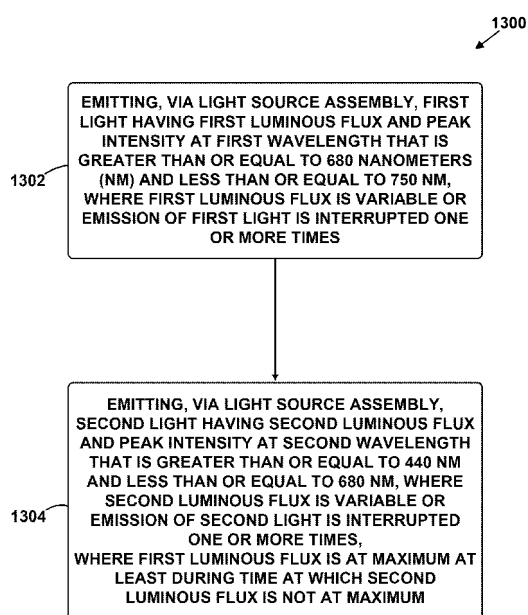 1300
EMITTING, VIA LIGHT SOURCE ASSEMBLY, FIRST
LIGHT HAVING FIRST LUMINOUS FLUX AND PEAK
INTENSITY AT FIRST WAVELENGTH THAT IS
GREATER THAN OR EQUAL TO 680 NANOMETERS
(NM) AND LESS THAN OR EQUAL TO 750 NM,
WHERE FIRST LUMINOUS FLUX IS VARIABLE OR
EMISSION OF FIRST LIGHT IS INTERRUPTED ONE
OR MORE TIMES
1302
EMITTING, VIA LIGHT SOURCE ASSEMBLY,
SECOND LIGHT HAVING SECOND LUMINOUS FLUX
AND PEAK INTENSITY AT SECOND WAVELENGTH
THAT IS GREATER THAN OR EQUAL TO 440 NM
AND LESS THAN OR EQUAL TO 680 NM, WHERE
SECOND LUMINOUS FLUX IS VARIABLE OR
EMISSION OF SECOND LIGHT IS INTERRUPTED
ONE OR MORE TIMES,
WHERE FIRST LUMINOUS FLUX IS AT MAXIMUM AT
LEAST DURING TIME AT WHICH SECOND
LUMINOUS FLUX IS NOT AT MAXIMUM
1304